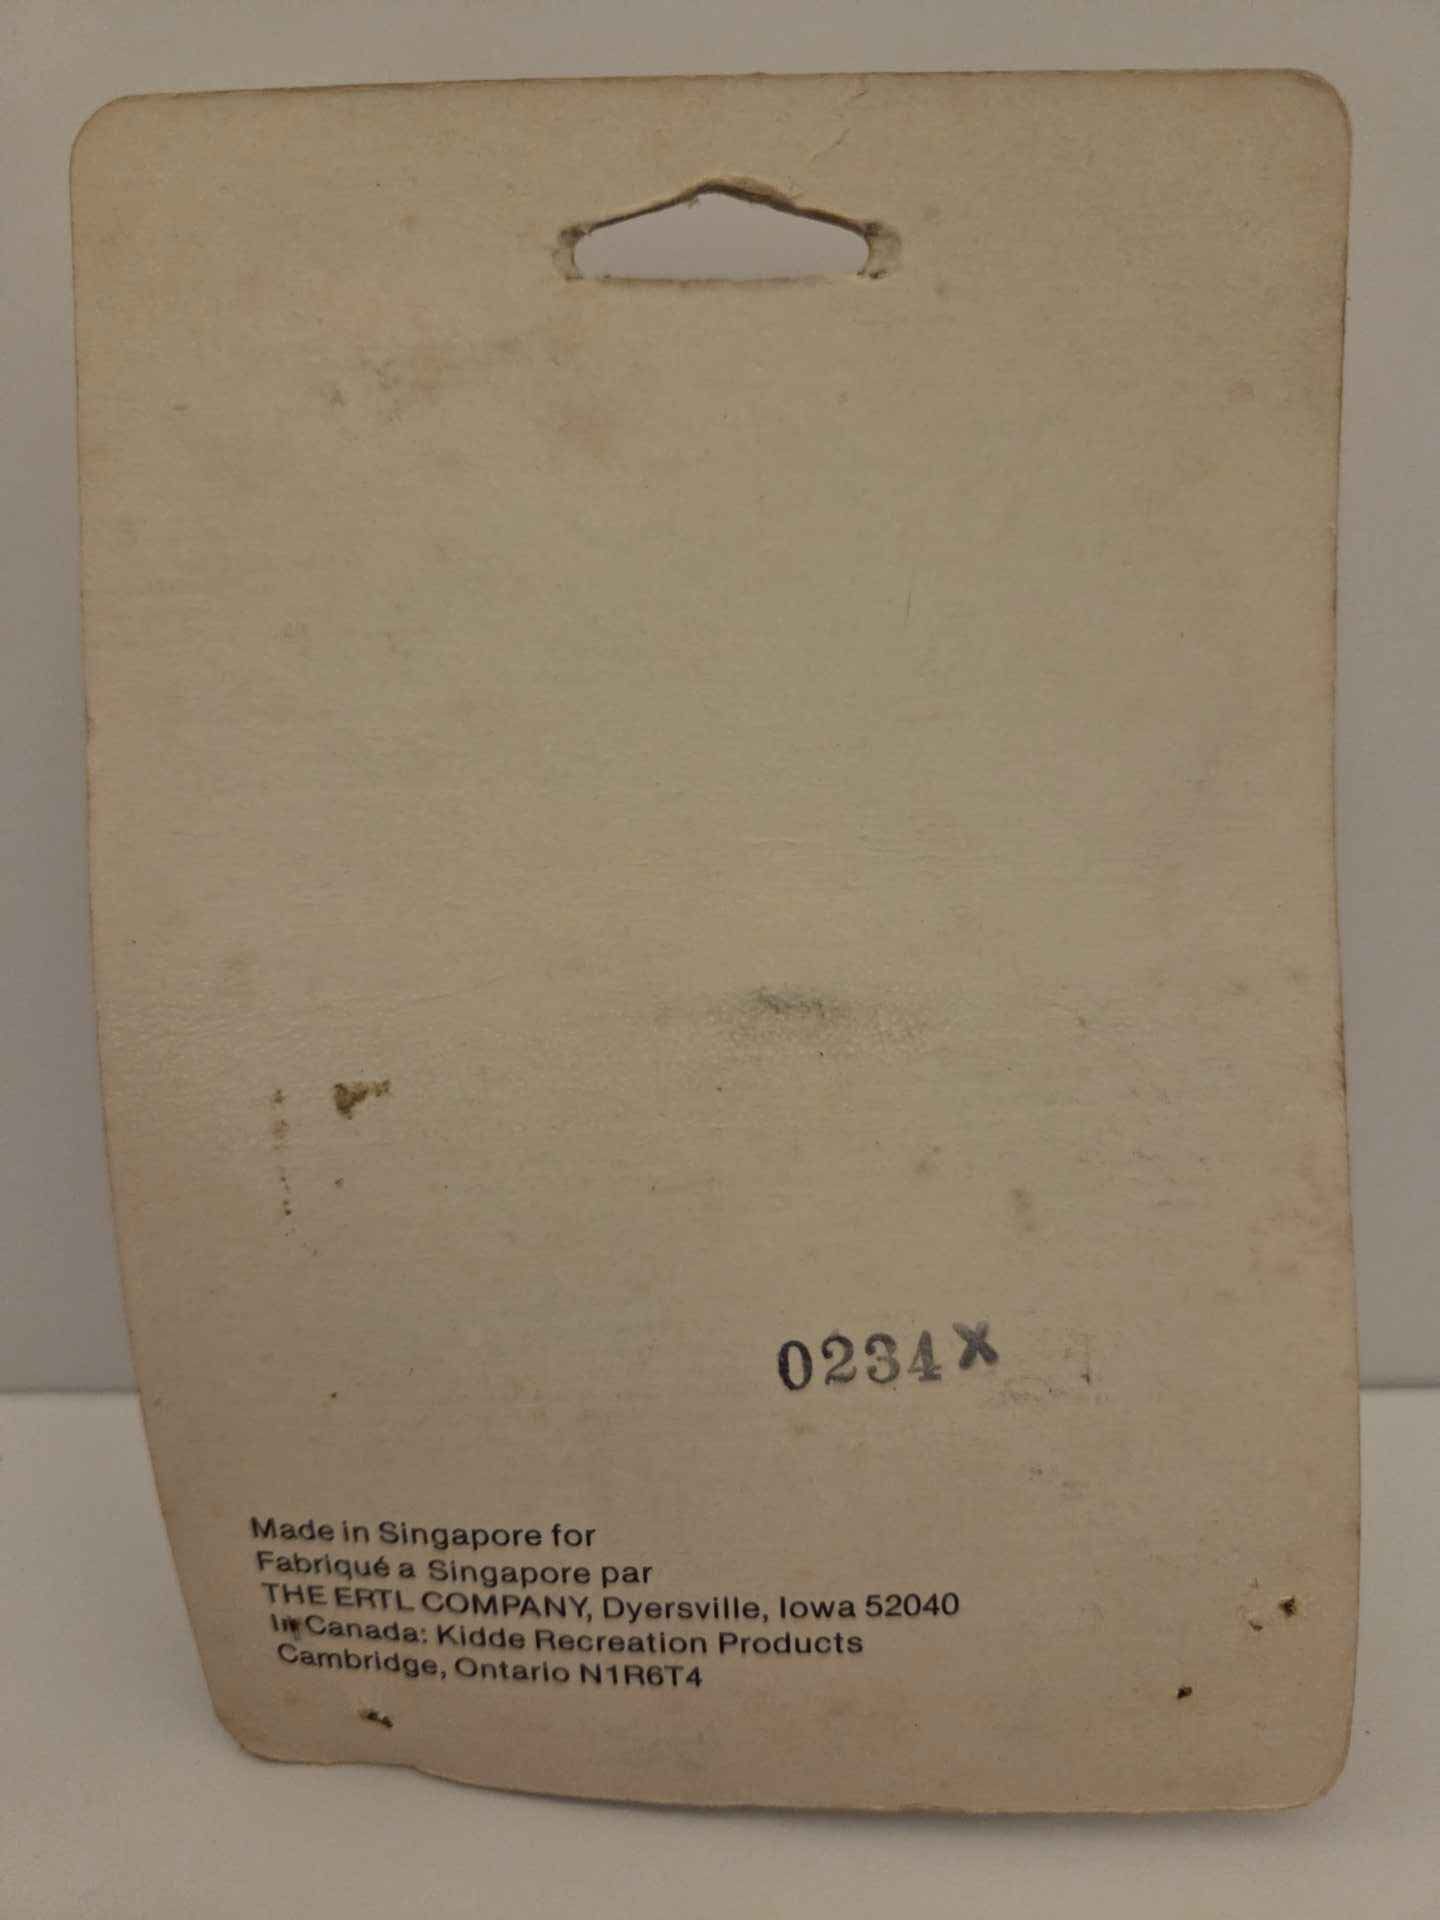 0234X
Made in Singapore for
Fabriqué a Singapore par
THE ERTL COMPANY, Dyersville, Iowa 52040
In Canada: Kidde Recreation Products
Cambridge, Ontario N1R6T4